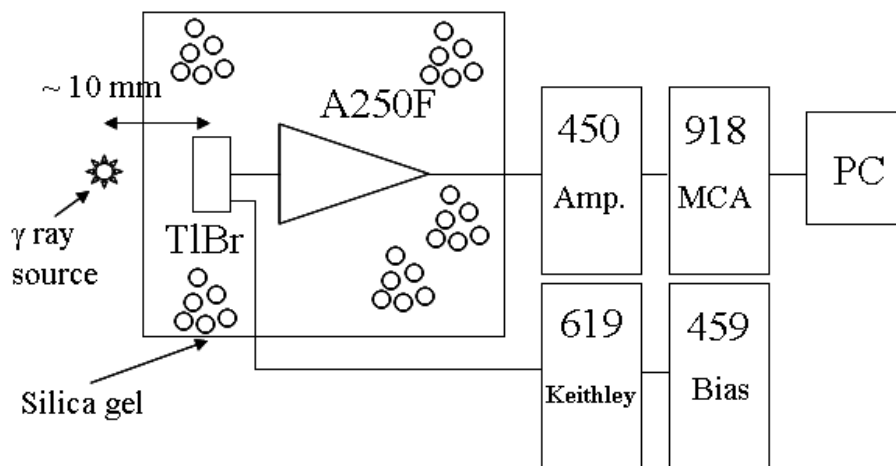 ~ 10 mm
A250F
γ ray
source
TlBr
Silica gel
450
Amp.
918
MCA
PC
619
Keithley
459
Bias